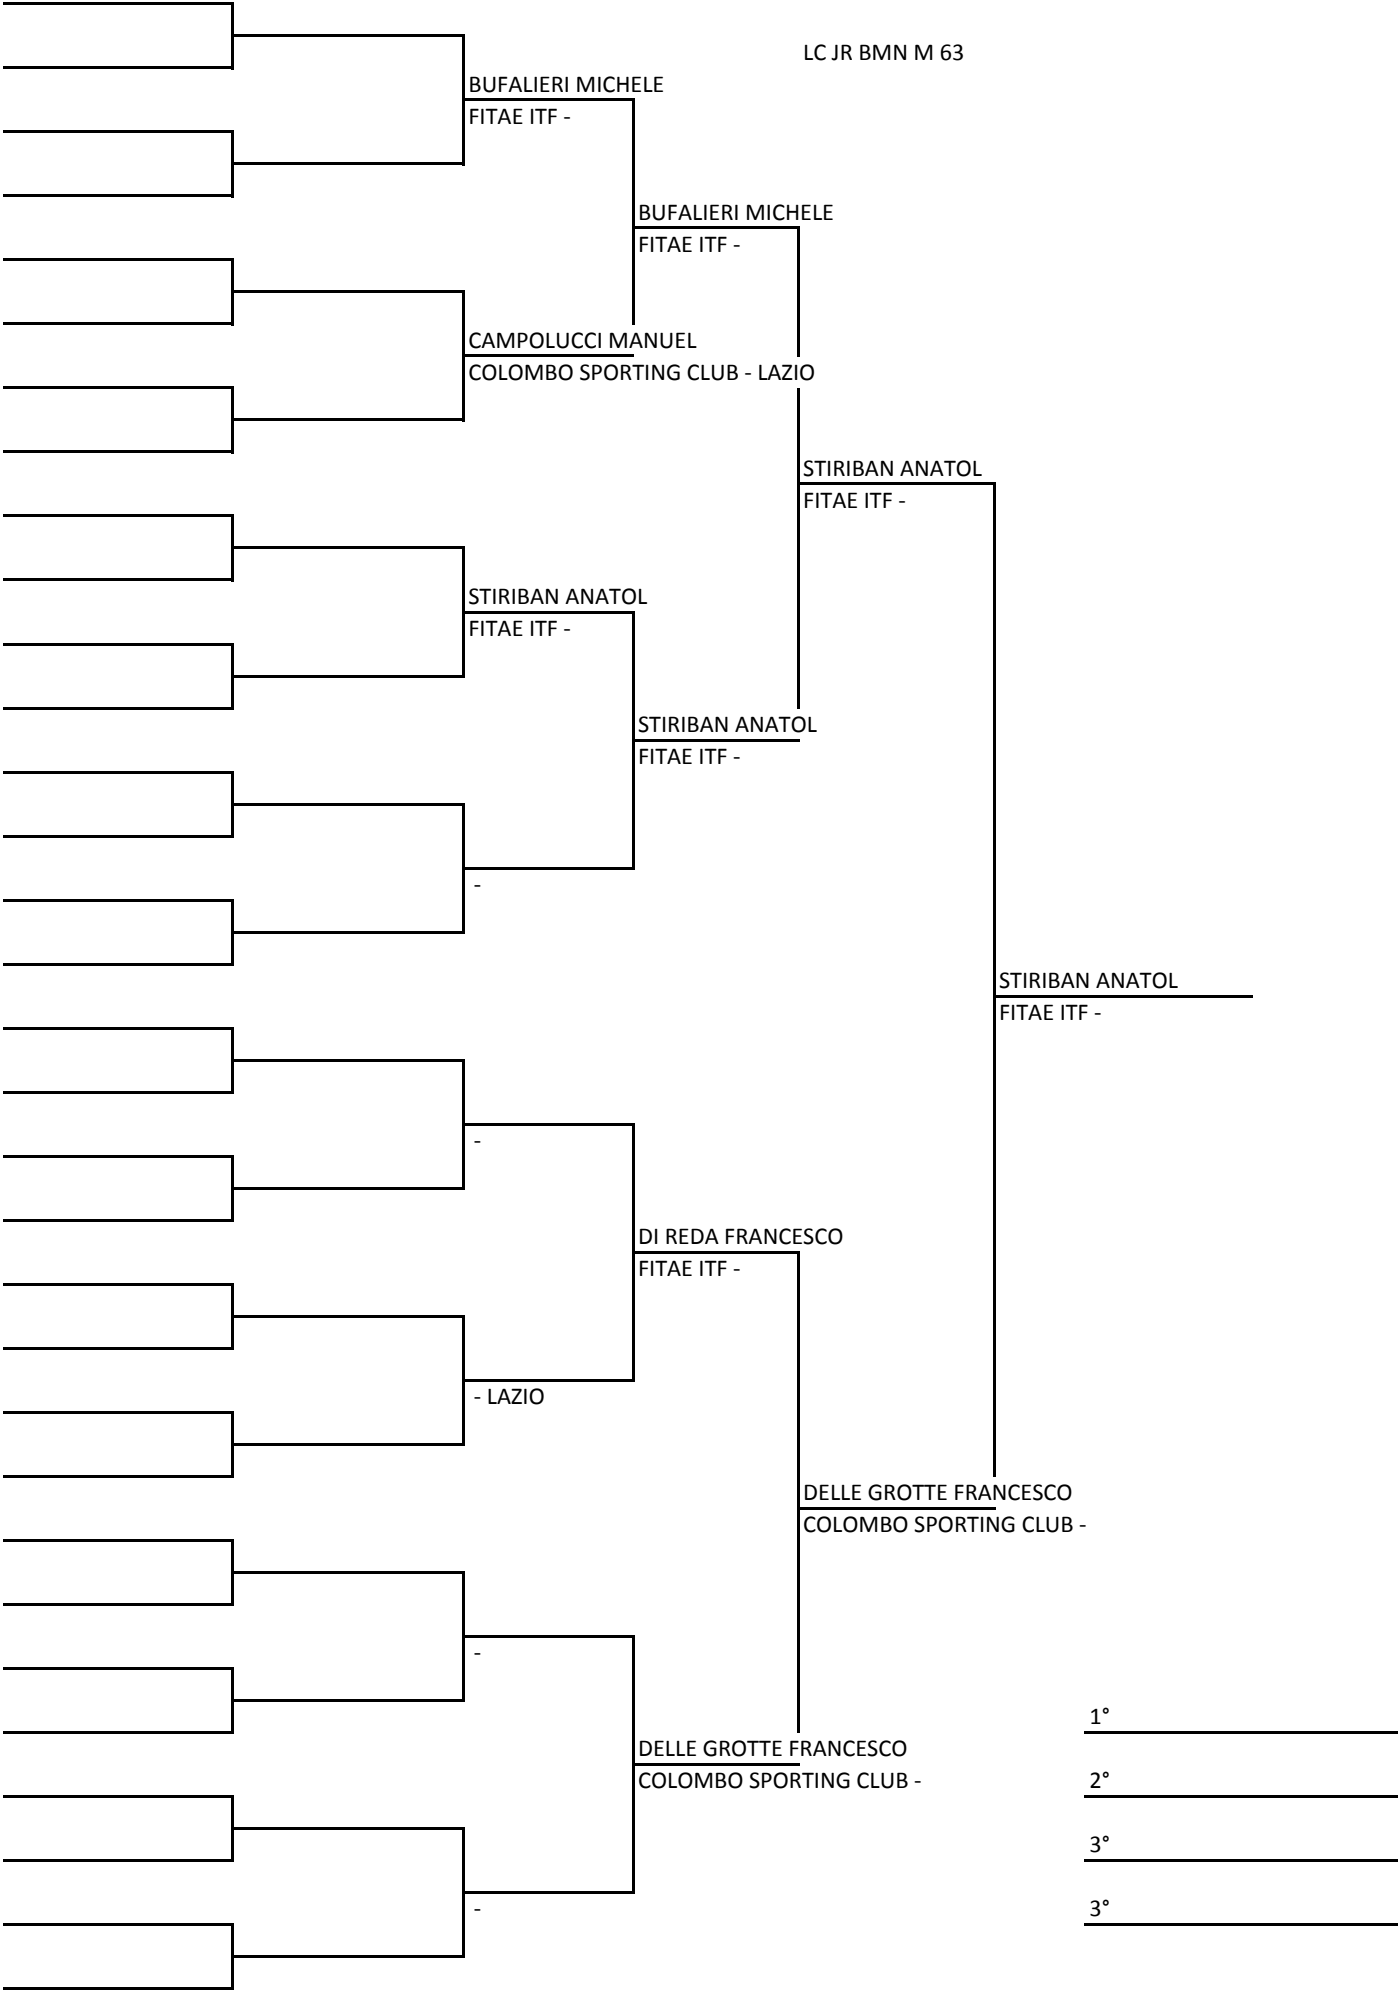 LC JR BMN M 63
BUFALIERI MICHELE
FITAE ITF -
BUFALIERI MICHELE
FITAE ITF -
CAMPOLUCCI MANUEL
COLOMBO SPORTING CLUB - LAZIO
STIRIBAN ANATOL
FITAE ITF -
STIRIBAN ANATOL
FITAE ITF -
STIRIBAN ANATOL
FITAE ITF -
-
STIRIBAN ANATOL
FITAE ITF -
-
DI REDA FRANCESCO
FITAE ITF -
- LAZIO
DELLE GROTTE FRANCESCO
COLOMBO SPORTING CLUB -
-
1°
DELLE GROTTE FRANCESCO
COLOMBO SPORTING CLUB -
2°
3°
3°
-